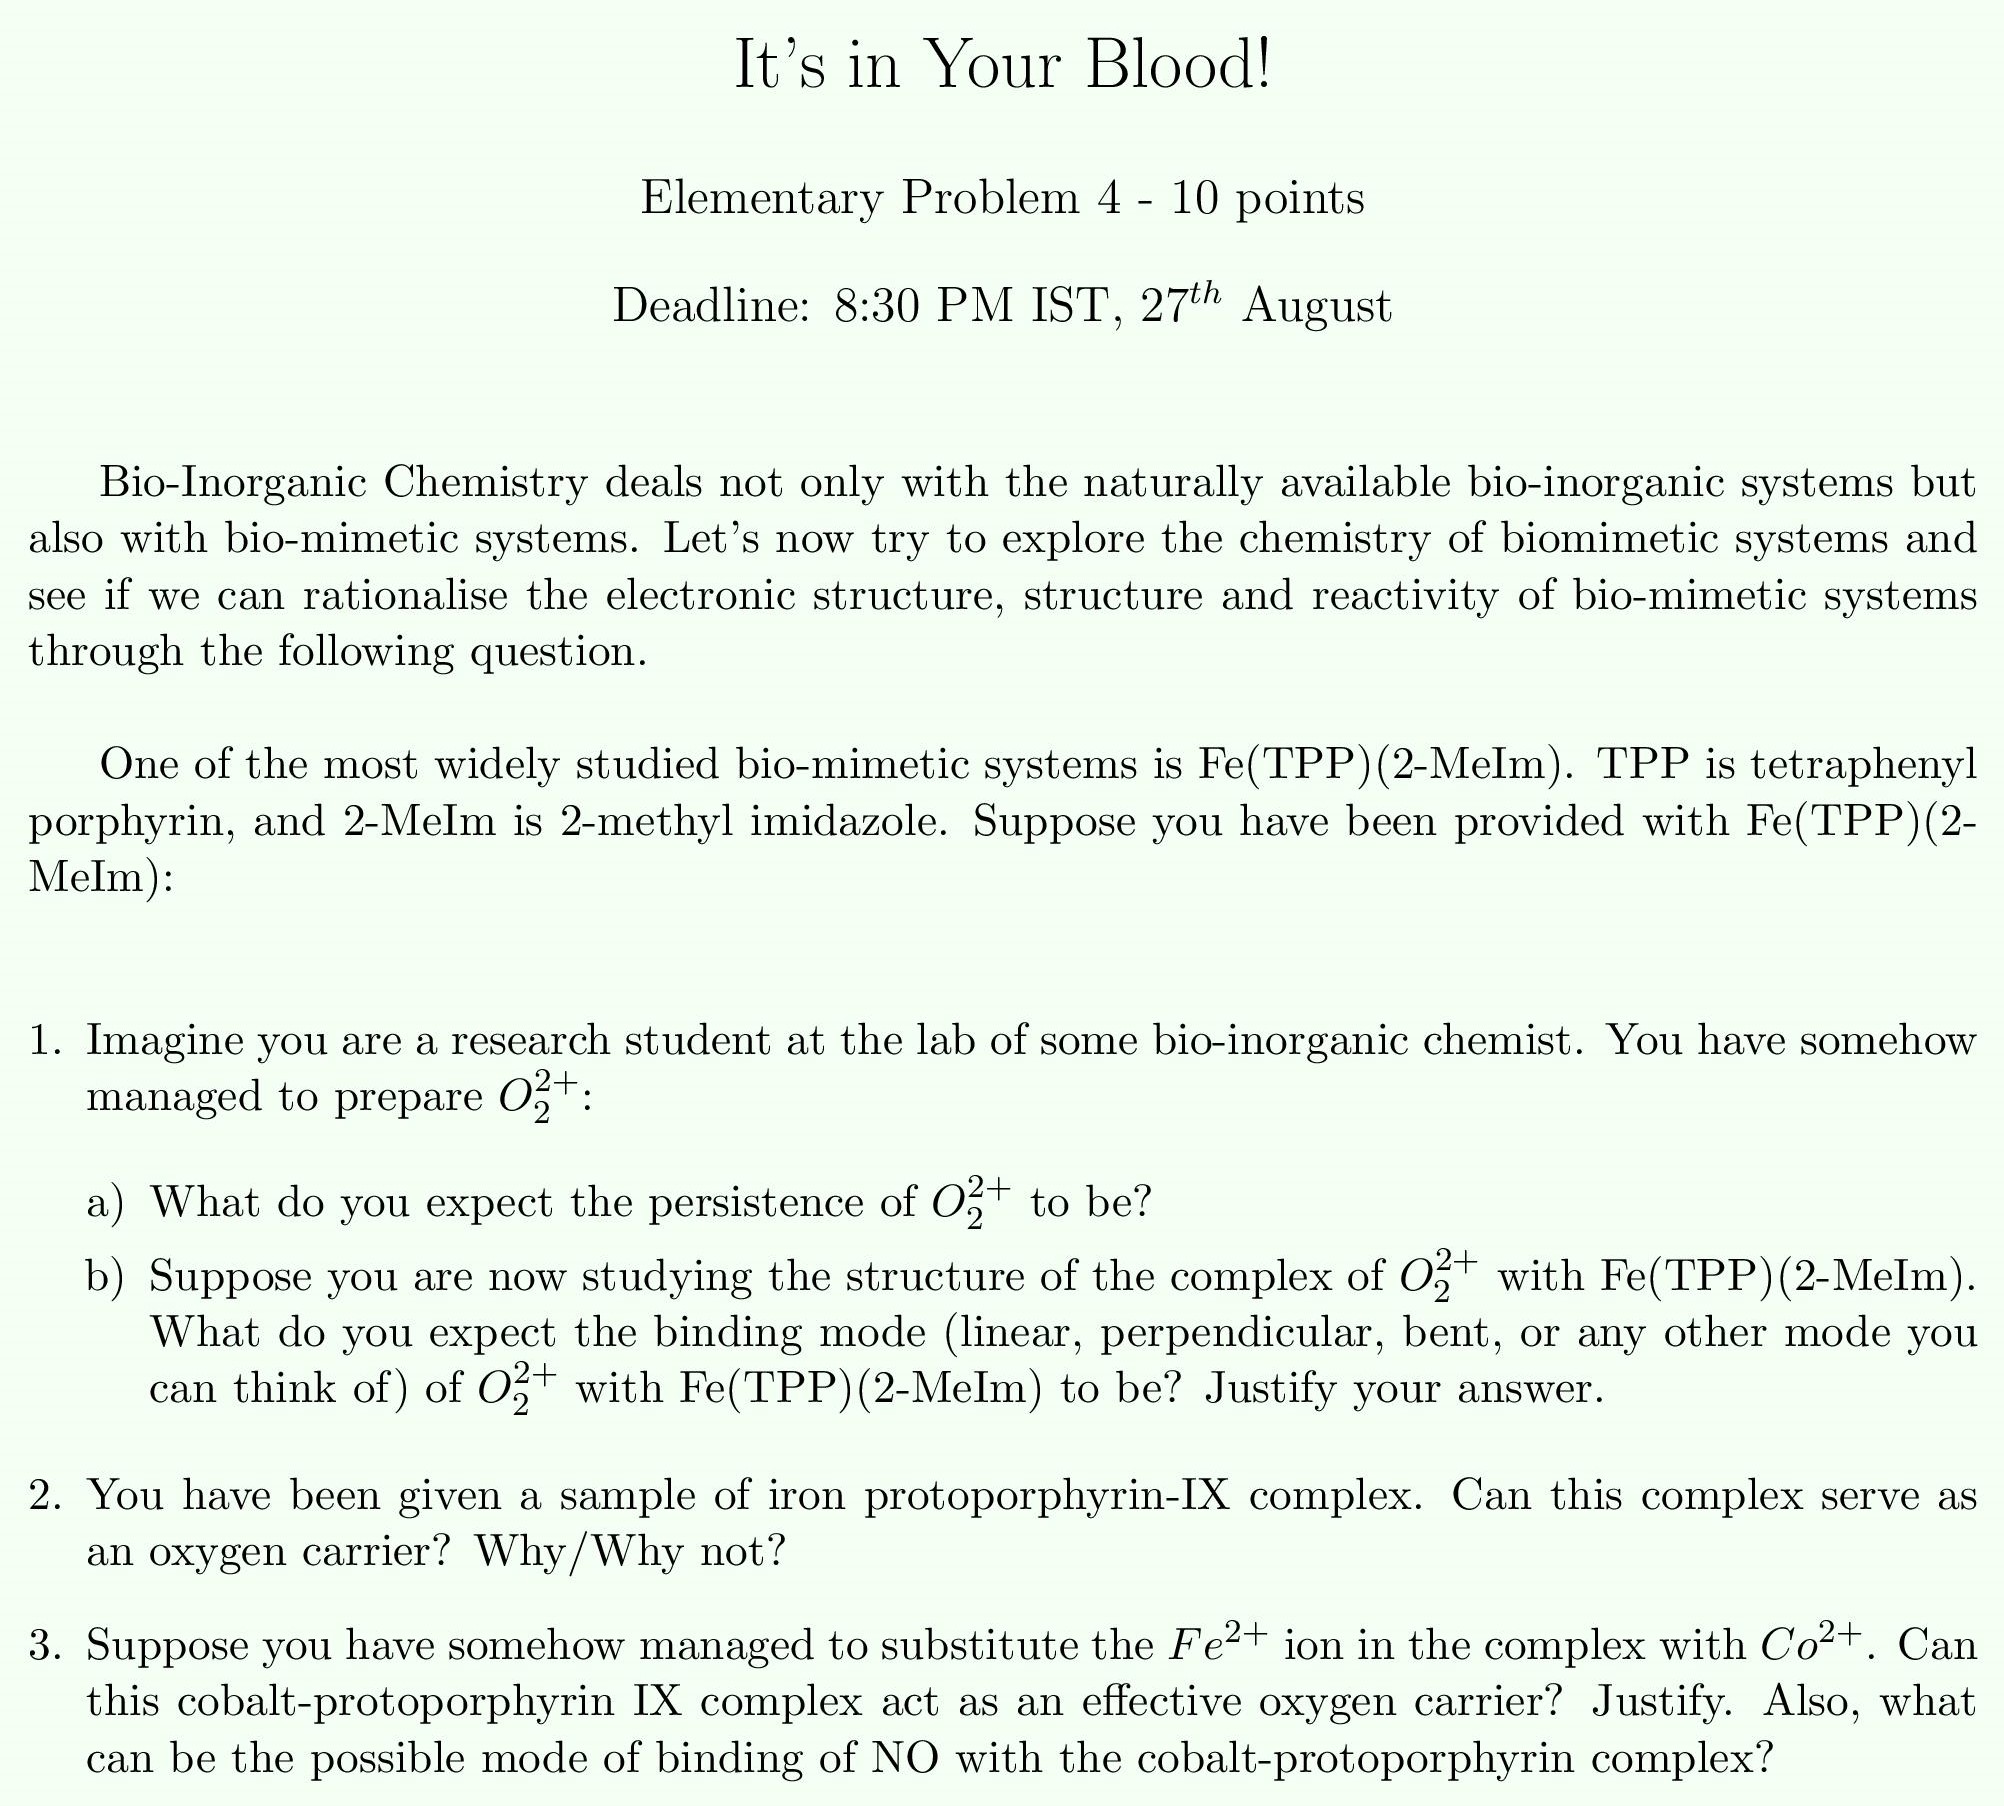 It's in Your Blood!
Elementary Problem 4 - 10 points
Deadline: 8:30 PM IST, 27th August
Bio-Inorganic Chemistry deals not only with the naturally available bio-inorganic systems but
also with bio-mimetic systems. Let's now try to explore the chemistry of biomimetic systems and
see if we can rationalise the electronic structure, structure and reactivity of bio-mimetic systems
through the following question.
One of the most widely studied bio-mimetic systems is Fe(TPP)(2-MeIm). TPP is tetraphenyl
porphyrin, and 2-MeIm is 2-methyl imidazole. Suppose you have been provided with Fe(TPP)(2-
MeIm):
1. Imagine you are a research student at the lab of some bio-inorganic chemist. You have somehow
managed to prepare $O_2^{2+}$:
a) What do you expect the persistence of $O_2^{2+}$ to be?
b) Suppose you are now studying the structure of the complex of $O_2^{2+}$ with Fe(TPP)(2-MeIm).
What do you expect the binding mode (linear, perpendicular, bent, or any other mode you
can think of) of $O_2^{2+}$ with Fe(TPP)(2-MeIm) to be? Justify your answer.
2. You have been given a sample of iron protoporphyrin-IX complex. Can this complex serve as
an oxygen carrier? Why/Why not?
3. Suppose you have somehow managed to substitute the $Fe^{2+}$ ion in the complex with $Co^{2+}$. Can
this cobalt-protoporphyrin IX complex act as an effective oxygen carrier? Justify. Also, what
can be the possible mode of binding of NO with the cobalt-protoporphyrin complex?